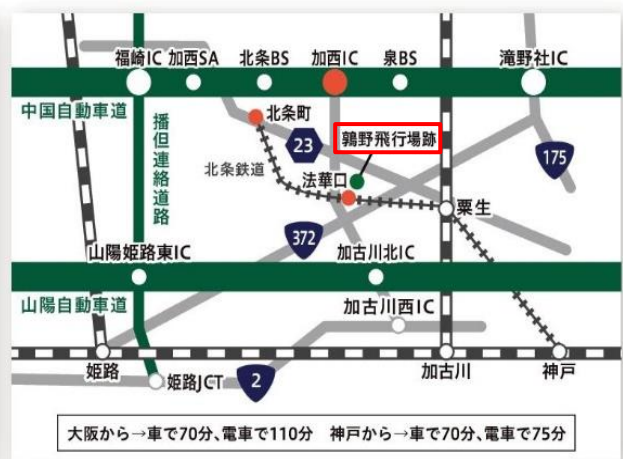 福崎IC 加西SA 北条BS 加西IC 泉BS 滝野社IC
中国自動車道
北条町
23
鶉野飛行場跡
175
播但連絡道路
北条鉄道
法華口
粟生
372
山陽姫路東IC
加古川北IC
山陽自動車道
加古川西IC
姫路
姫路JCT
2
加古川
神戸
大阪から→車で70分、電車で110分 神戸から→車で70分、電車で75分